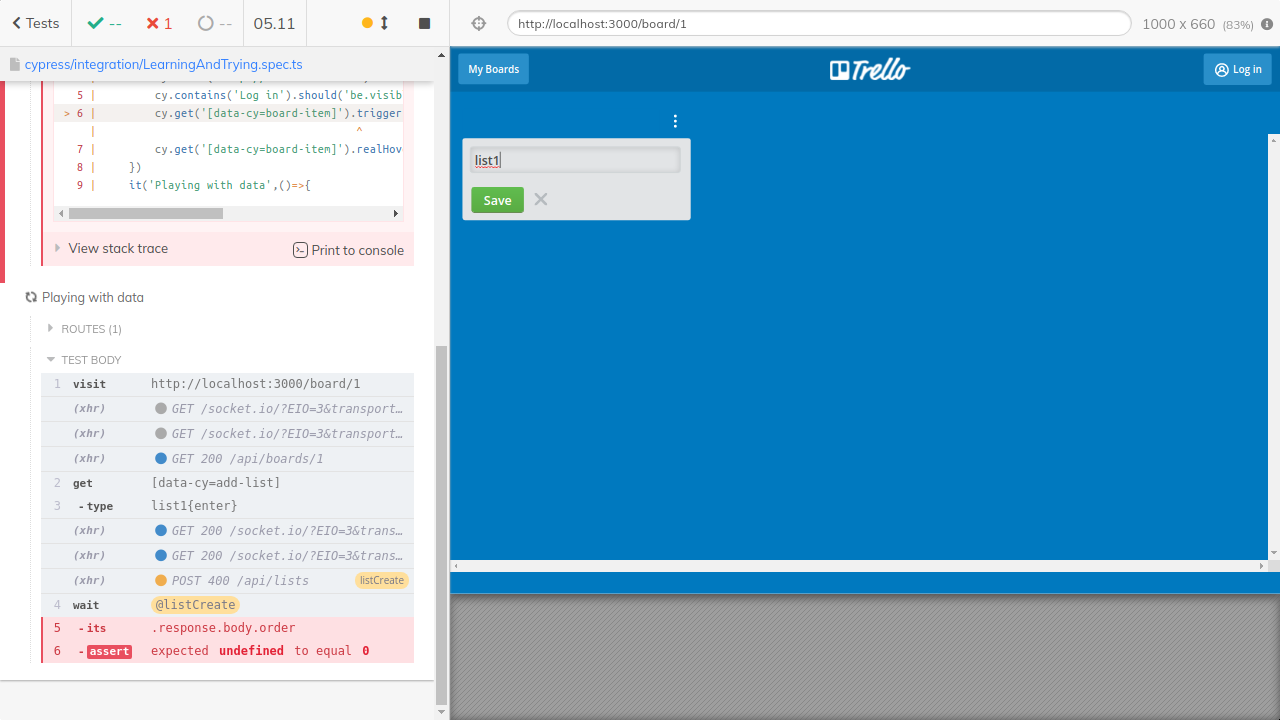 Tests
--
1
--
05.11
http://localhost:3000/board/1
1000 x 660 (83%)
cypress/integration/LearningAndTrying.spec.ts
5 | cy.contains('Log in').should('be.visib
> 6 | cy.get('[data-cy=board-item]').trigger
| ^
7 | cy.get('[data-cy=board-item]').realHov
8 | })
9 | it('Playing with data',()=>{
View stack trace
Print to console
Playing with data
ROUTES (1)
TEST BODY
1 visit http://localhost:3000/board/1
(xhr) GET /socket.io/?EIO=3&transport…
(xhr) GET /socket.io/?EIO=3&transport…
(xhr) GET 200 /api/boards/1
2 get [data-cy=add-list]
3 -type list1{enter}
(xhr) GET 200 /socket.io/?EIO=3&trans…
(xhr) GET 200 /socket.io/?EIO=3&trans…
(xhr) POST 400 /api/lists listCreate
4 wait @listCreate
5 -its .response.body.order
6 -assert expected undefined to equal 0
My Boards
Trello
Log in
list1
Save